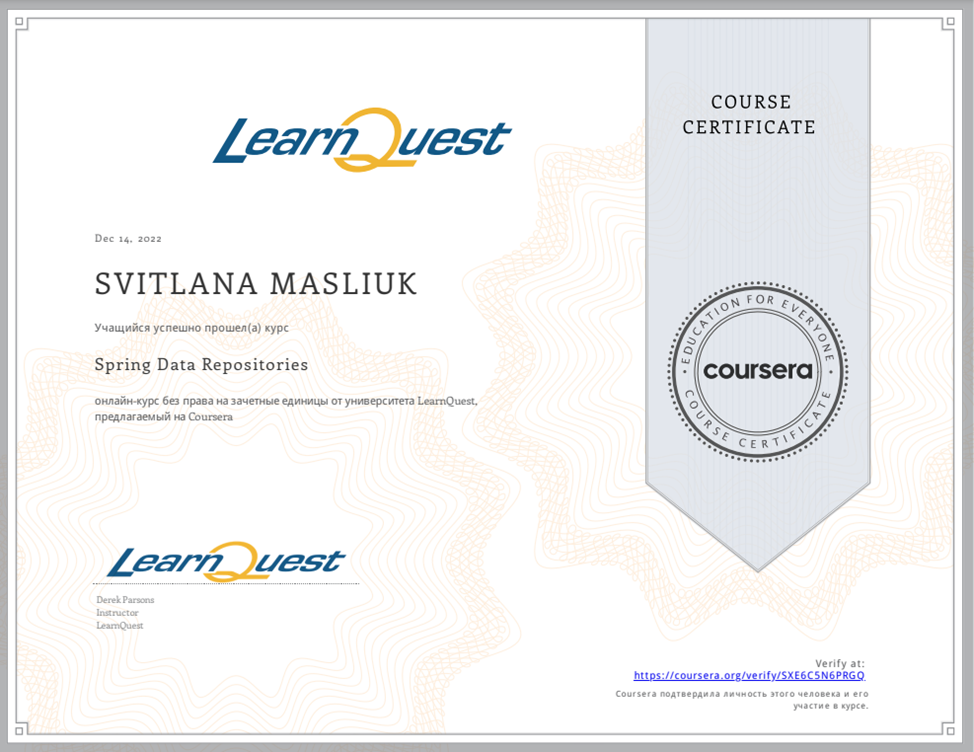 COURSE
CERTIFICATE
LearnQuest
Dec 14, 2022
SVITLANA MASLIUK
Учащийся успешно прошел(а) курс
Spring Data Repositories
онлайн-курс без права на зачетные единицы от университета LearnQuest,
предлагаемый на Coursera
EDUCATION FOR EVERYONE
coursera
COURSE CERTIFICATE
LearnQuest
Derek Parsons
Instructor
LearnQuest
Verify at:
https://coursera.org/verify/SXE6C5N6PRGQ
Coursera подтвердила личность этого человека и его
участие в курсе.